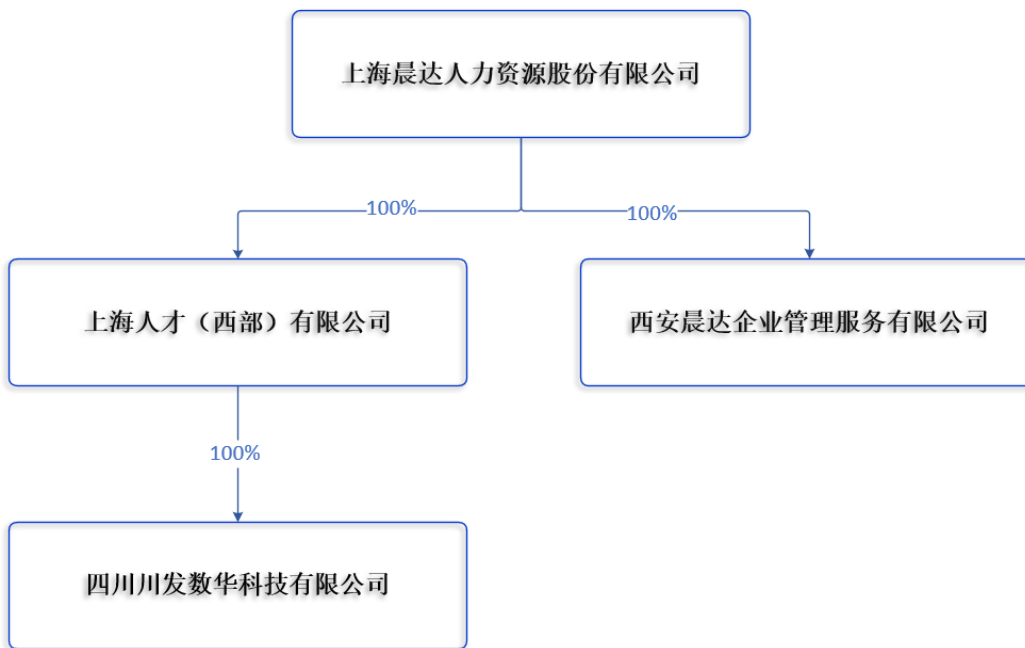 上海晨达人力资源股份有限公司
100%
100%
上海人才（西部）有限公司
西安晨达企业管理服务有限公司
100%
四川川发数华科技有限公司